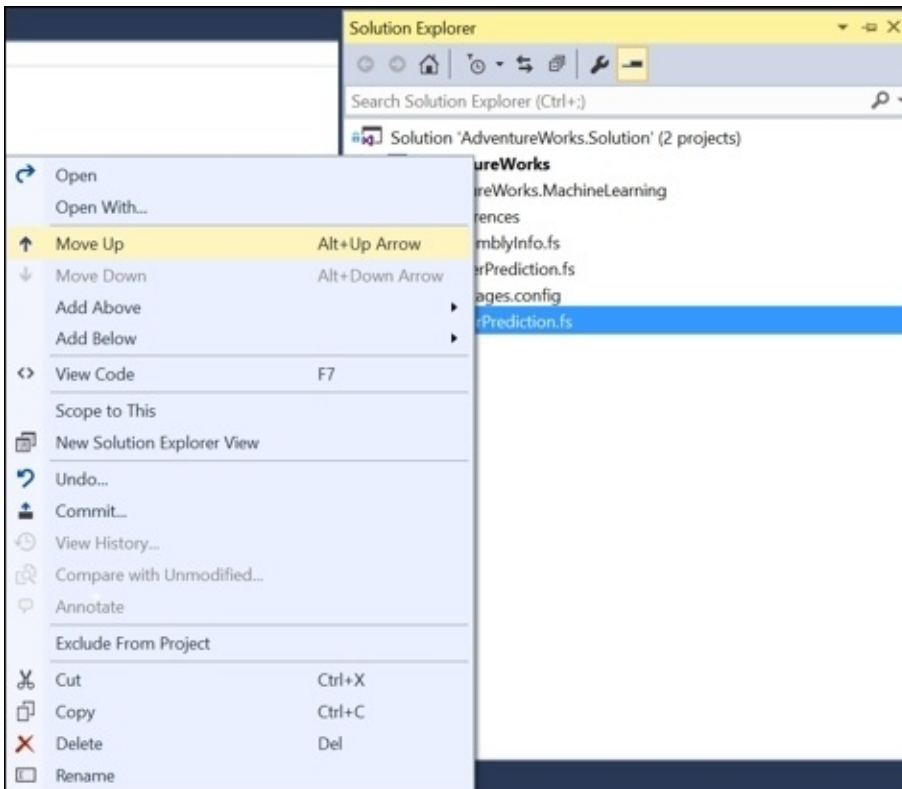 Solution Explorer
Search Solution Explorer (Ctrl+;)
Solution 'AdventureWorks.Solution' (2 projects)
ureWorks
reWorks.MachineLearning
rences
mblyInfo.fs
erPrediction.fs
ages.config
rPrediction.fs
Open
Open With...
Move Up Alt+Up Arrow
Move Down Alt+Down Arrow
Add Above
Add Below
View Code F7
Scope to This
New Solution Explorer View
Undo...
Commit...
View History...
Compare with Unmodified...
Annotate
Exclude From Project
Cut Ctrl+X
Copy Ctrl+C
Delete Del
Rename